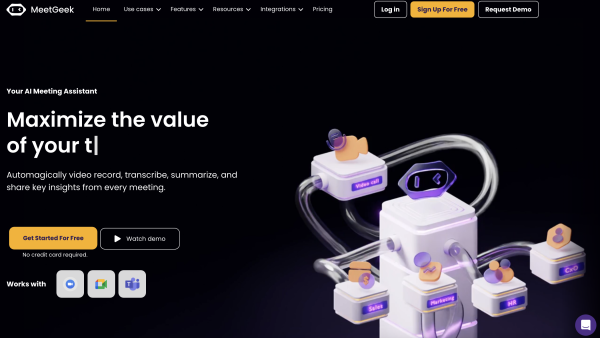 MeetGeek
Home
Use cases
Features
Resources
Integrations
Pricing
Log in
Sign Up For Free
Request Demo
Your AI Meeting Assistant
Maximize the value
of your t|
Automagically video record, transcribe, summarize, and
share key insights from every meeting.
Get Started For Free
Watch demo
No credit card required.
Works with
Video call
Sales
Marketing
HR
CxO